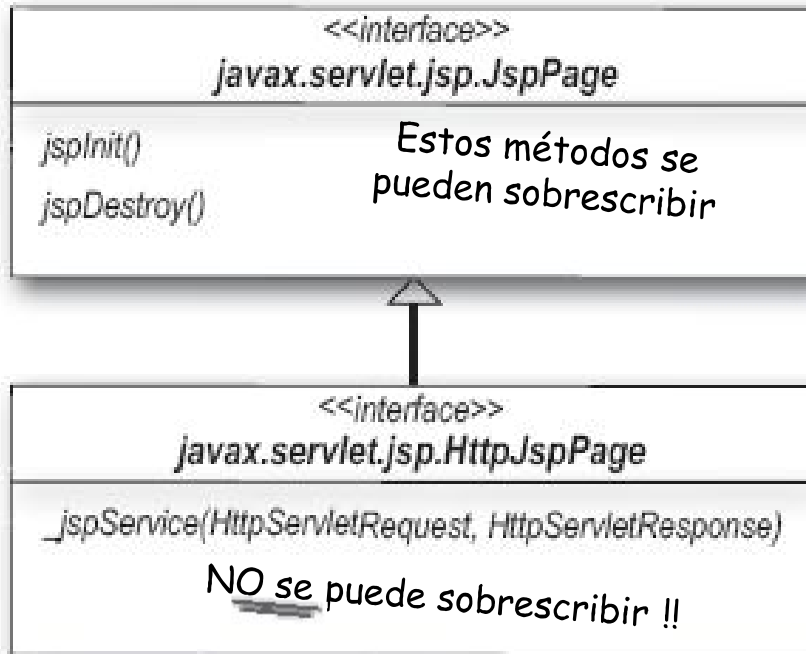 <<interface>>
javax.servlet.jsp.JspPage
jspInit()
Estos métodos se
pueden sobrescribir
jspDestroy()
<<interface>>
javax.servlet.jsp.HttpJspPage
_jspService(HttpServletRequest, HttpServletResponse)
NO se puede sobrescribir !!